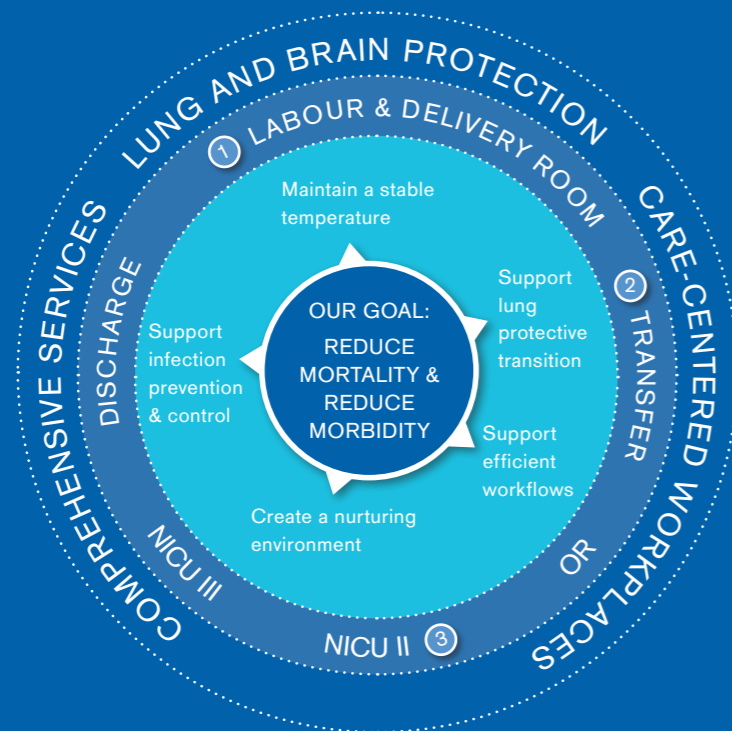 LUNG AND BRAIN PROTECTION
CARE-CENTERED WORKPLACES
COMPREHENSIVE SERVICES
1 LABOUR & DELIVERY ROOM
2 TRANSFER
OR
3
NICU II
NICU III
DISCHARGE
Maintain a stable
temperature
Support
lung
protective
transition
Support
efficient
workflows
Create a nurturing
environment
Support
infection
prevention
& control
OUR GOAL:
REDUCE
MORTALITY &
REDUCE
MORBIDITY